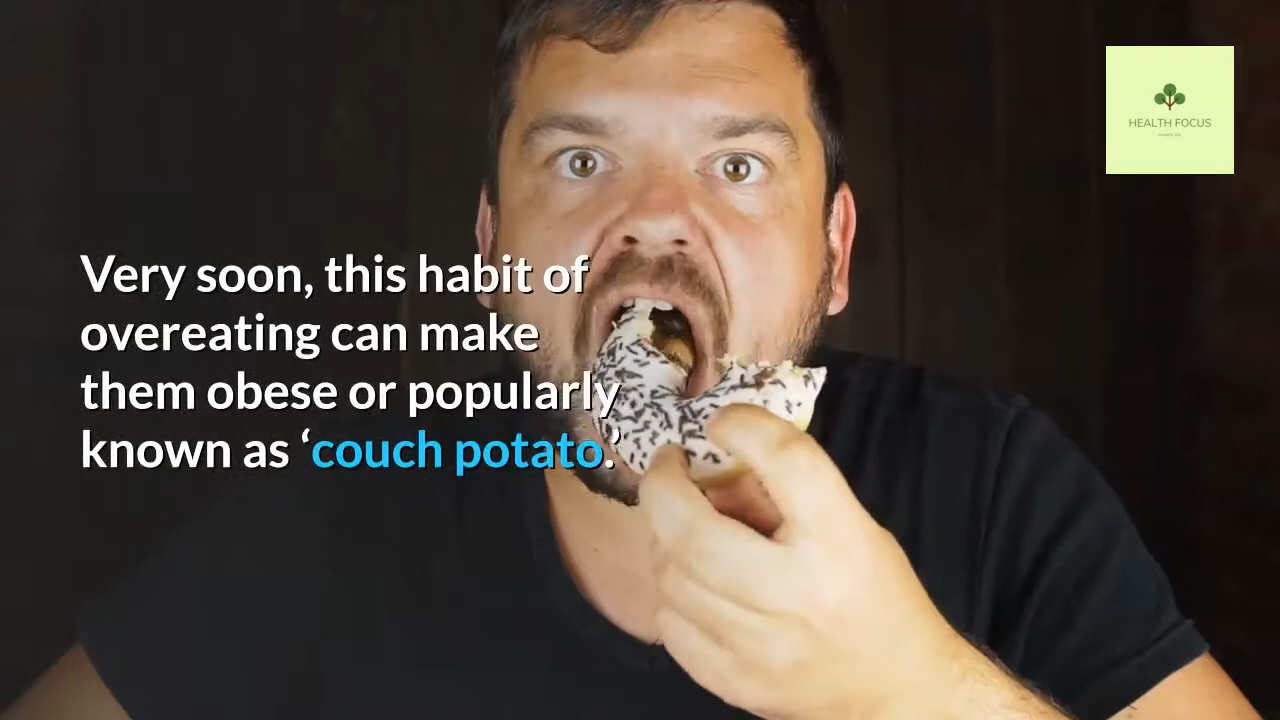 Very soon, this habit of
overeating can make
them obese or popularly
known as ‘couch potato.’
HEALTH FOCUS